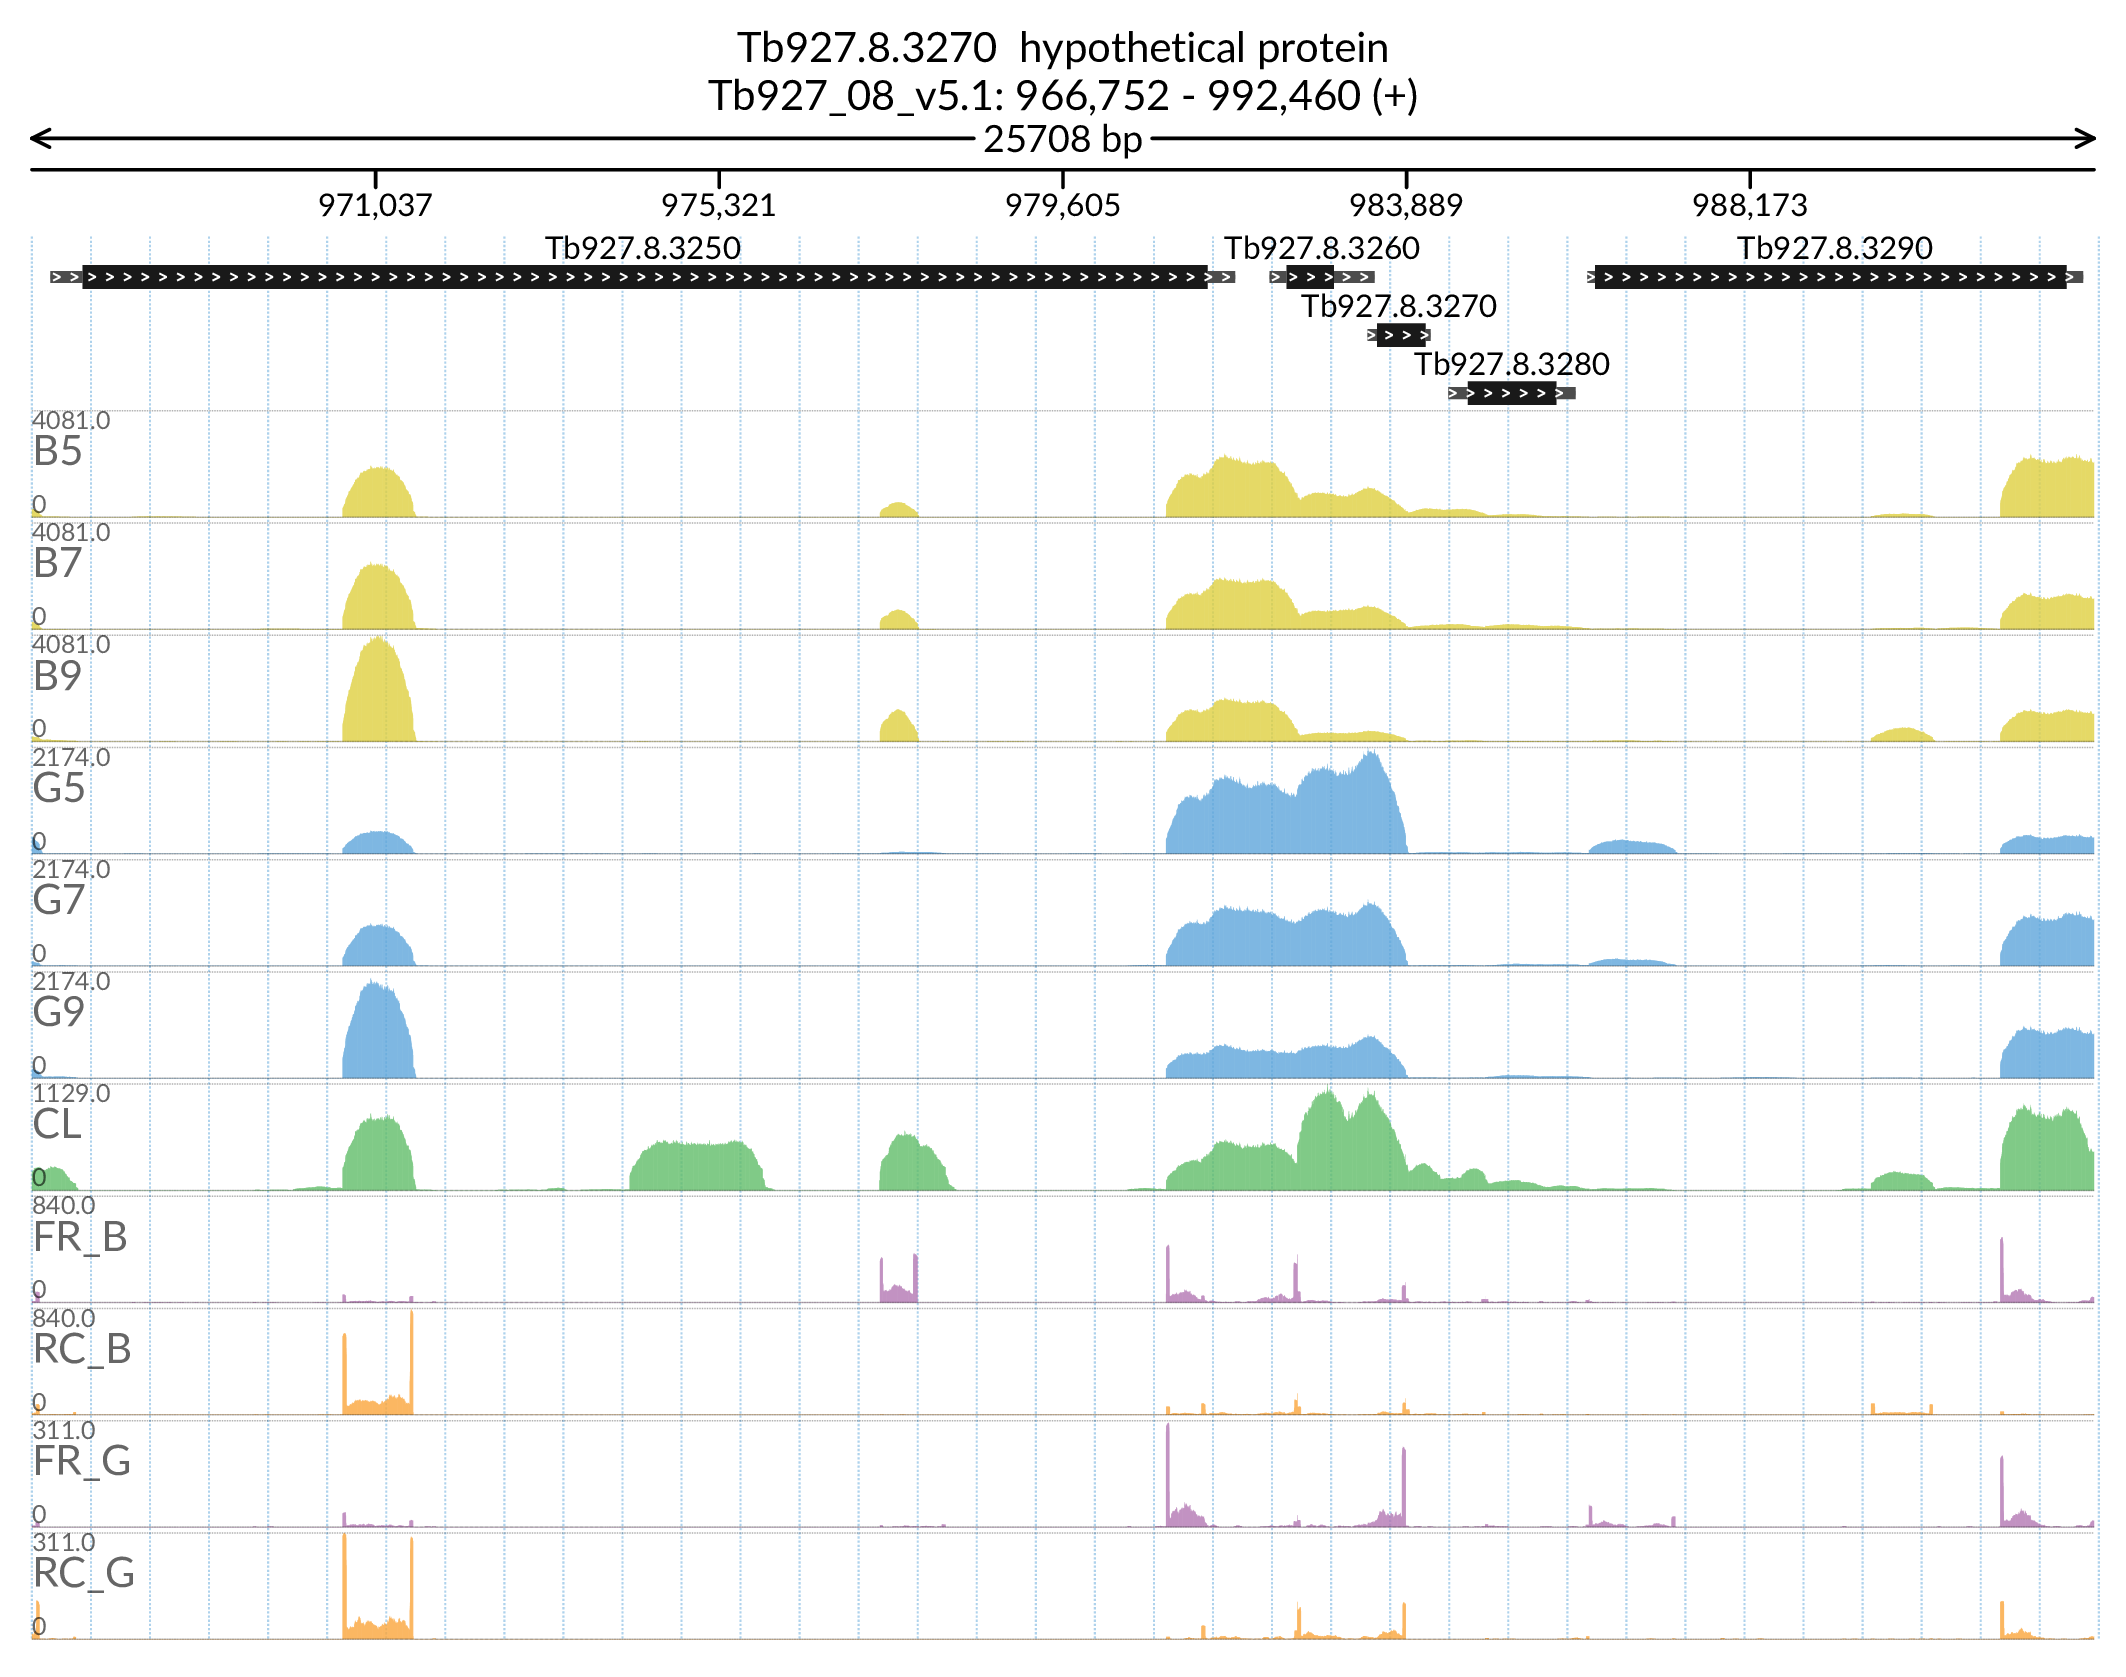 Tb927.8.3270  hypothetical protein
Tb927_08_v5.1: 966,752 - 992,460 (+)
25708 bp
971,037 975,321 979,605 983,889 988,173
Tb927.8.3250 Tb927.8.3260 Tb927.8.3290
Tb927.8.3270
Tb927.8.3280
4081.0
B5
0
4081.0
B7
0
4081.0
B9
0
2174.0
G5
0
2174.0
G7
0
2174.0
G9
0
1129.0
CL
0
840.0
FR_B
0
840.0
RC_B
0
311.0
FR_G
0
311.0
RC_G
0